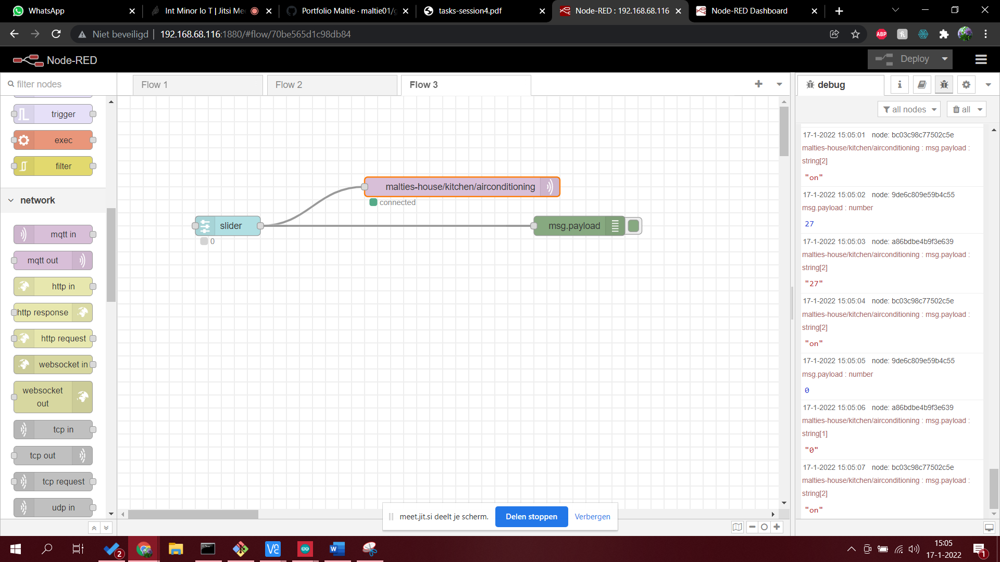 WhatsApp
Int Minor Io T | Jitsi Mee
Portfolio Maltie · maltie01/g
tasks-session4.pdf
Node-RED : 192.168.68.116
Node-RED Dashboard
Niet beveiligd
192.168.68.116:1880/#flow/70be565d1c98db84
ABP
Node-RED
Deploy
filter nodes
Flow 1
Flow 2
Flow 3
debug
all nodes
all
trigger
exec
filter
network
mqtt in
mqtt out
http in
http response
http request
websocket in
websocket
out
tcp in
tcp out
tcp request
udp in
malties-house/kitchen/airconditioning
connected
slider
0
msg.payload
17-1-2022 15:05:01 node: bc03c98c77502c5e
malties-house/kitchen/airconditioning : msg.payload :
string[2]
"on"
17-1-2022 15:05:02 node: 9de6c809e59b4c55
msg.payload : number
27
17-1-2022 15:05:03 node: a86bdbe4b9f3e639
malties-house/kitchen/airconditioning : msg.payload :
string[2]
"27"
17-1-2022 15:05:04 node: bc03c98c77502c5e
malties-house/kitchen/airconditioning : msg.payload :
string[2]
"on"
17-1-2022 15:05:05 node: 9de6c809e59b4c55
msg.payload : number
0
17-1-2022 15:05:06 node: a86bdbe4b9f3e639
malties-house/kitchen/airconditioning : msg.payload :
string[1]
"0"
17-1-2022 15:05:07 node: bc03c98c77502c5e
malties-house/kitchen/airconditioning : msg.payload :
string[2]
"on"
meet.jit.si deelt je scherm.
Delen stoppen
Verbergen
2
15:05
17-1-2022
1